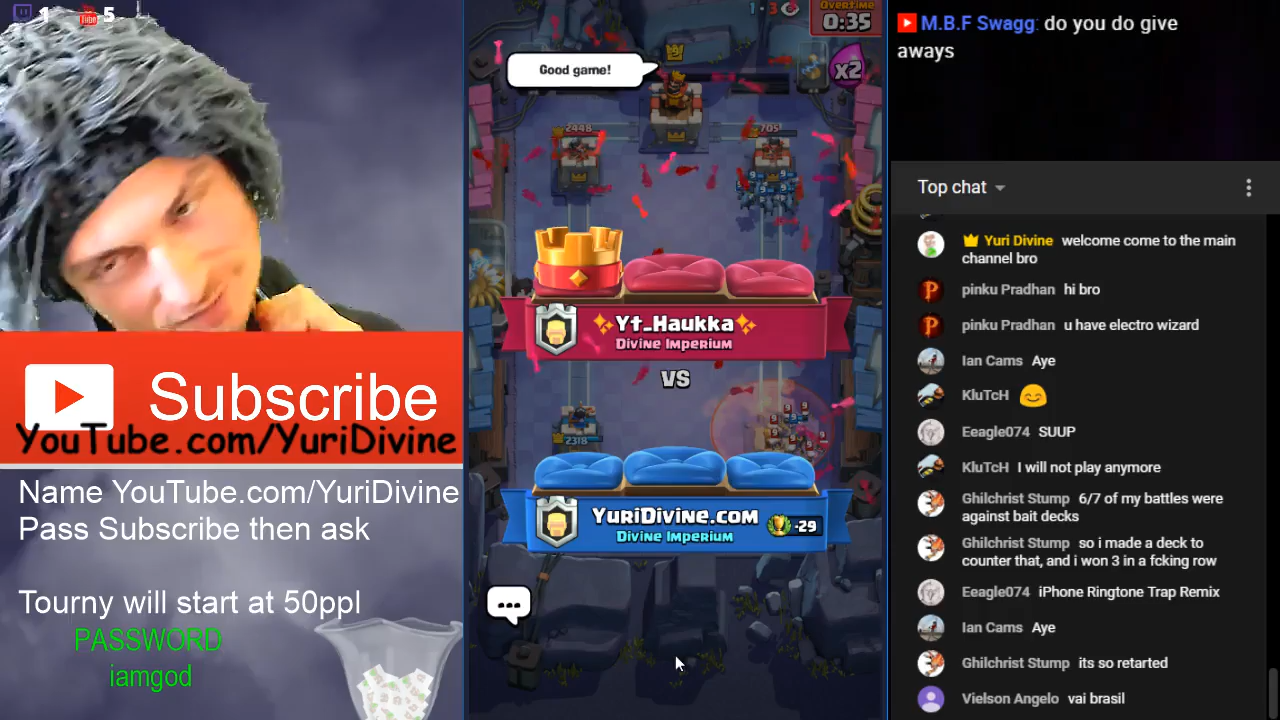 1 5
Subscribe
YouTube.com/YuriDivine
Name YouTube.com/YuriDivine
Pass Subscribe then ask
Tourny will start at 50ppl
PASSWORD
iamgod
1 · 3
Overtime
0:35
Good game!
x2
2448
705
Yt_Haukka
Divine Imperium
VS
2318
YuriDivine.com
-29
Divine Imperium
...
M.B.F Swagg: do you do give
aways
Top chat
Yuri Divine welcome come to the main
channel bro
pinku Pradhan hi bro
pinku Pradhan u have electro wizard
Ian Cams Aye
KluTcH 😊
Eeagle074 SUUP
KluTcH I will not play anymore
Ghilchrist Stump 6/7 of my battles were
against bait decks
Ghilchrist Stump so i made a deck to
counter that, and i won 3 in a fcking row
Eeagle074 iPhone Ringtone Trap Remix
Ian Cams Aye
Ghilchrist Stump its so retarted
Vielson Angelo vai brasil